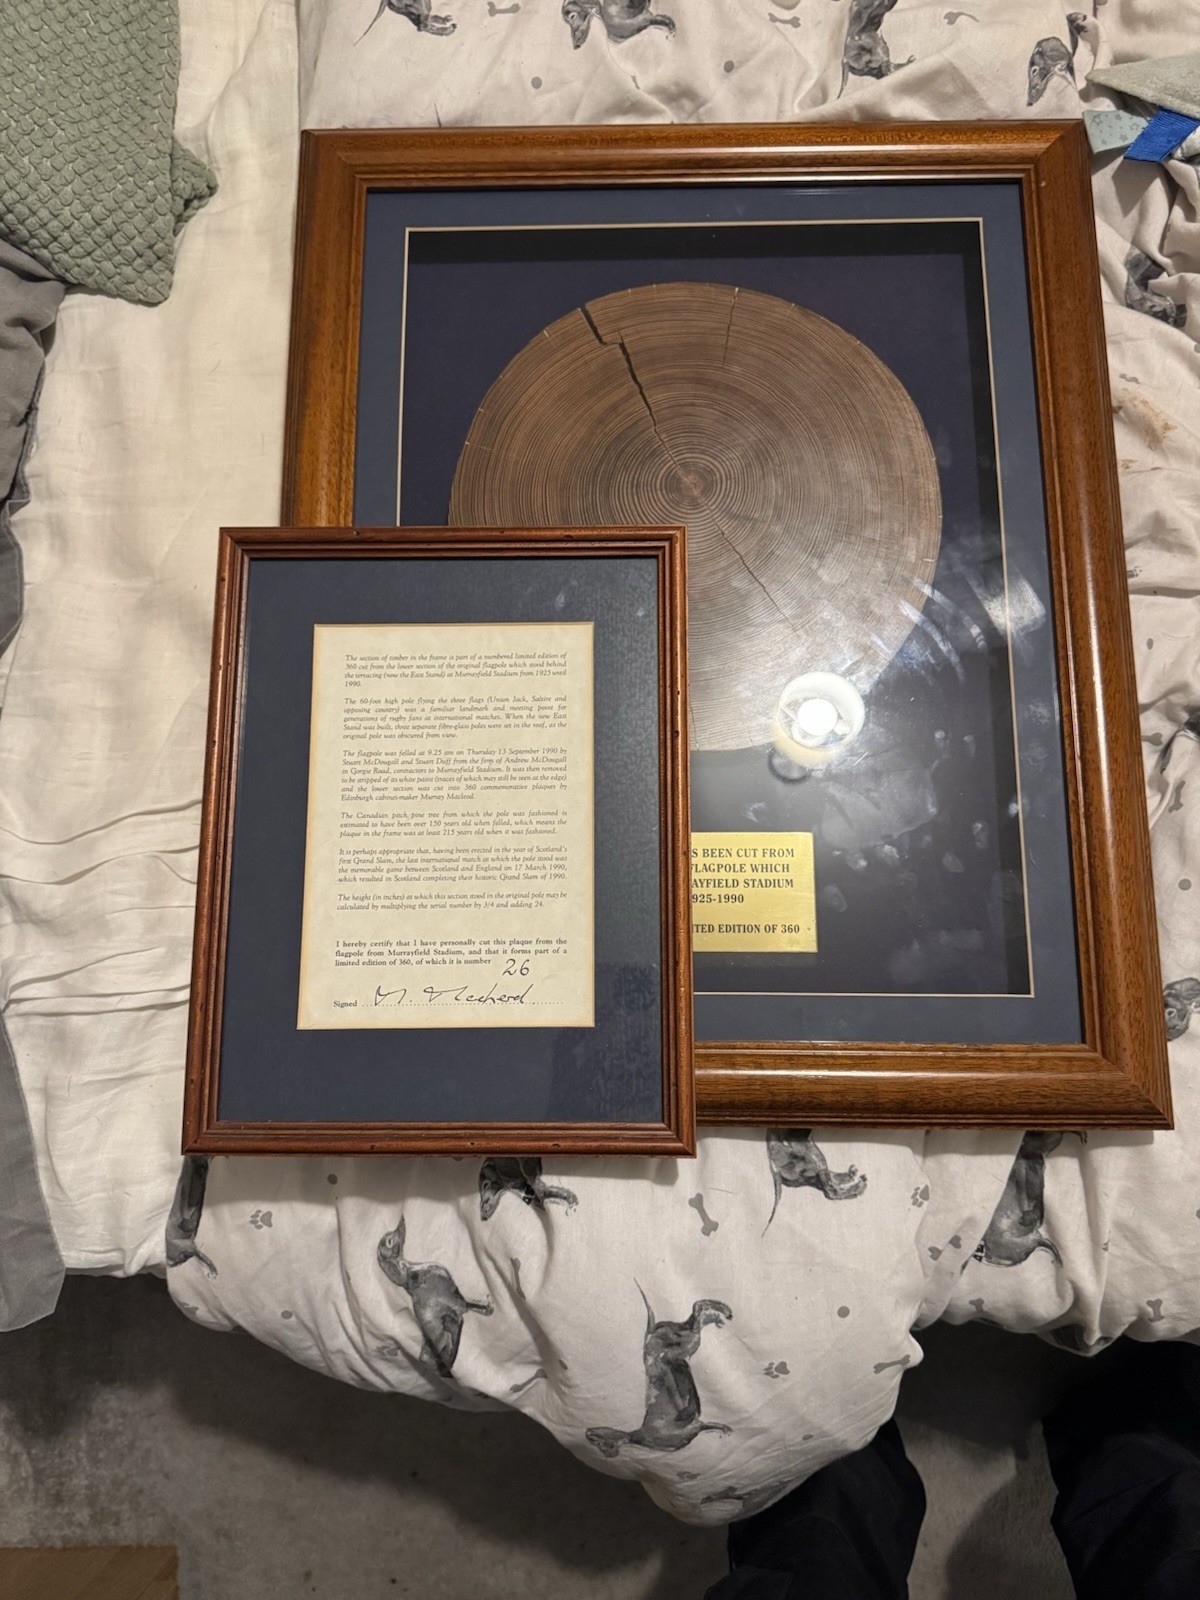 The section of timber in the frame is part of a numbered limited edition of
360 cut from the lower section of the original flagpole which stood behind
the terracing (now the East Stand) at Murrayfield Stadium from 1925 until
1990.
The 60-foot high pole flying the three flags (Union Jack, Saltire and
opposing country) was a familiar landmark and meeting point for
generations of rugby fans at international matches. When the new East
Stand was built, three separate fibre-glass poles were set in the roof, as the
original pole was obscured from view.
The flagpole was felled at 9.25 am on Thursday 13 September 1990 by
Stuart McDougall and Stuart Duff from the firm of Andrew McDougall
in Gorgie Road, contractors to Murrayfield Stadium. It was then removed
to be stripped of its white paint (traces of which may still be seen at the edge)
and the lower section was cut into 360 commemorative plaques by
Edinburgh cabinet-maker Murray Macleod.
The Canadian pitch pine tree from which the pole was fashioned is
estimated to have been over 150 years old when felled, which means the
plaque in the frame was at least 215 years old when it was fashioned.
It is perhaps appropriate that, having been erected in the year of Scotland's
first Grand Slam, the last international match at which the pole stood was
the memorable game between Scotland and England on 17 March 1990,
which resulted in Scotland completing their historic Grand Slam of 1990.
The height (in inches) at which this section stood in the original pole may be
calculated by multiplying the serial number by 3/4 and adding 24.
I hereby certify that I have personally cut this plaque from the
flagpole from Murrayfield Stadium, and that it forms part of a
limited edition of 360, of which it is number 26
Signed
S BEEN CUT FROM
FLAGPOLE WHICH
AYFIELD STADIUM
925-1990
TED EDITION OF 360